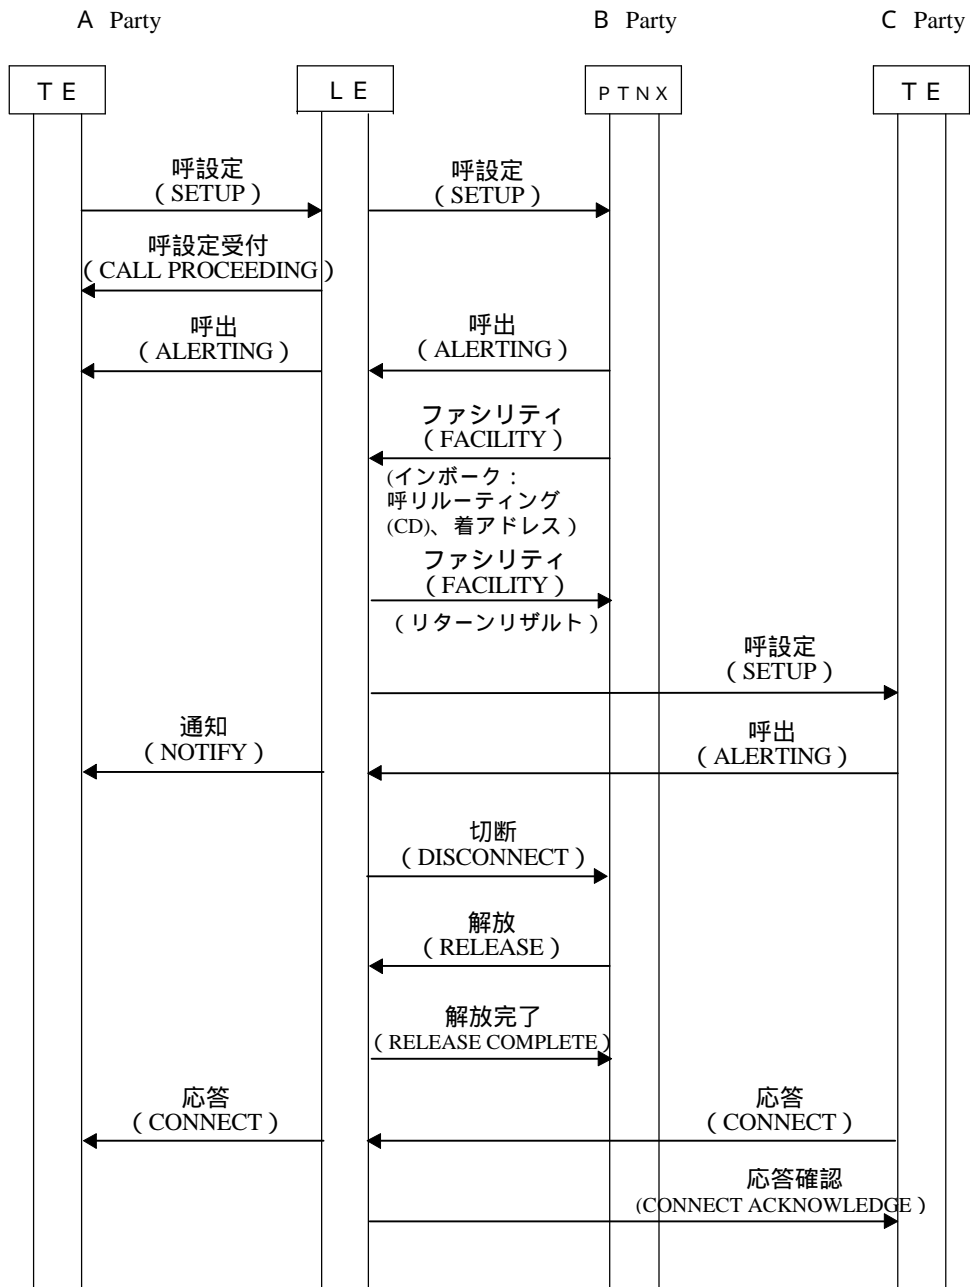 A Party
B Party
C Party
ＴＥ
ＬＥ
ＰＴＮＸ
ＴＥ
呼設定
（SETUP）
呼設定
（SETUP）
呼設定受付
（CALL PROCEEDING）
呼出
（ALERTING）
呼出
（ALERTING）
ファシリティ
（FACILITY）
(インボーク：
呼リルーティング
(CD)、着アドレス）
ファシリティ
（FACILITY）
（リターンリザルト）
呼設定
（SETUP）
通知
（NOTIFY）
呼出
（ALERTING）
切断
（DISCONNECT）
解放
（RELEASE）
解放完了
（RELEASE COMPLETE）
応答
（CONNECT）
応答
（CONNECT）
応答確認
(CONNECT ACKNOWLEDGE）